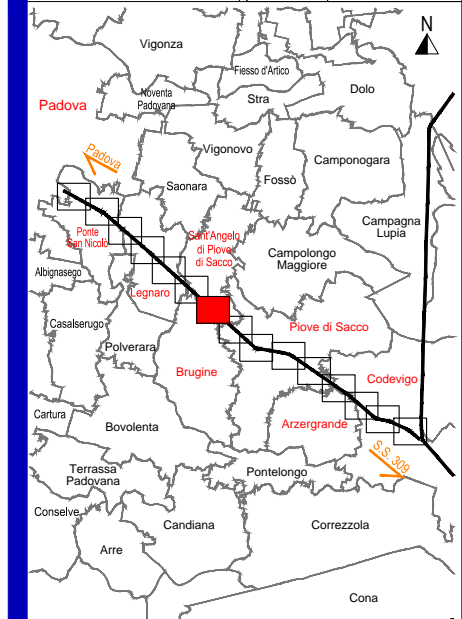 N
Vigonza
Fiesso d'Artico
Dolo
Noventa
Padovana
Stra
Padova
Vigonovo
Camponogara
Padova
Saonara
Fossò
Campagna
Lupia
Ponte
San Nicolò
Sant'Angelo
di Piove
di Sacco
Campolongo
Maggiore
Albignasego
Legnaro
Casalserugo
Piove di Sacco
Polverara
Brugine
Codevigo
Cartura
Bovolenta
Arzergrande
S.S. 309
Terrassa
Padovana
Pontelongo
Conselve
Candiana
Correzzola
Arre
Cona